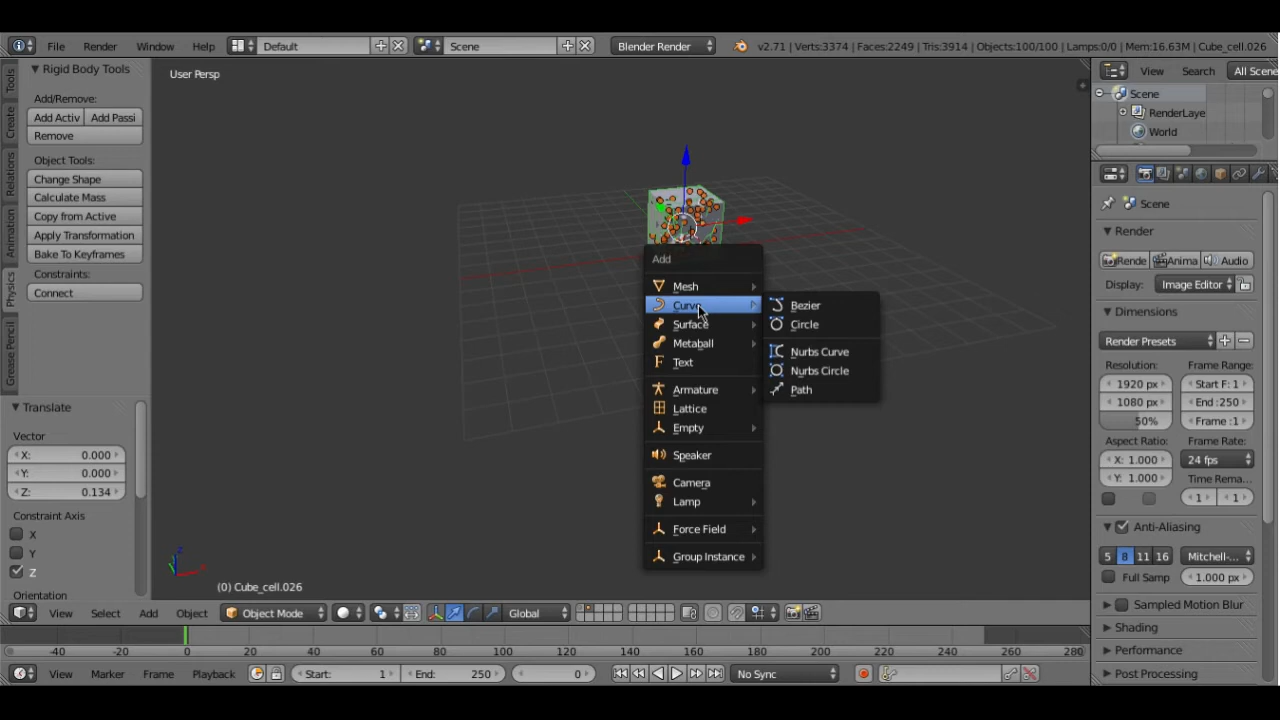 File Render Window Help Default Scene Blender Render v2.71 | Verts:3374 | Faces:2249 | Tris:3914 | Objects:100/100 | Lamps:0/0 | Mem:16.63M | Cube_cell.026
Tools
Create
Relations
Animation
Physics
Grease Pencil
Rigid Body Tools
Add/Remove:
Add Activ Add Passi
Remove
Object Tools:
Change Shape
Calculate Mass
Copy from Active
Apply Transformation
Bake To Keyframes
Constraints:
Connect
Translate
Vector
X: 0.000
Y: 0.000
Z: 0.134
Constraint Axis
X
Y
Z
Orientation
User Persp
Add
Mesh
Curve
Surface
Metaball
Text
Armature
Lattice
Empty
Speaker
Camera
Lamp
Force Field
Group Instance
Bezier
Circle
Nurbs Curve
Nurbs Circle
Path
(0) Cube_cell.026
View Select Add Object Object Mode Global
-40 -20 0 20 40 60 80 100 120 140 160 180 200 220 240 260 280
View Marker Frame Playback Start: 1 End: 250 0 No Sync
View Search All Scene
Scene
RenderLaye
World
Scene
Render
Rende Anima Audio
Display: Image Editor
Dimensions
Render Presets
Resolution: Frame Range:
1920 px Start F: 1
1080 px End :250
50% Frame :1
Aspect Ratio: Frame Rate:
X: 1.000 24 fps
Y: 1.000 Time Rema...
1 1
Anti-Aliasing
5 8 11 16 Mitchell-...
Full Samp 1.000 px
Sampled Motion Blur
Shading
Performance
Post Processing